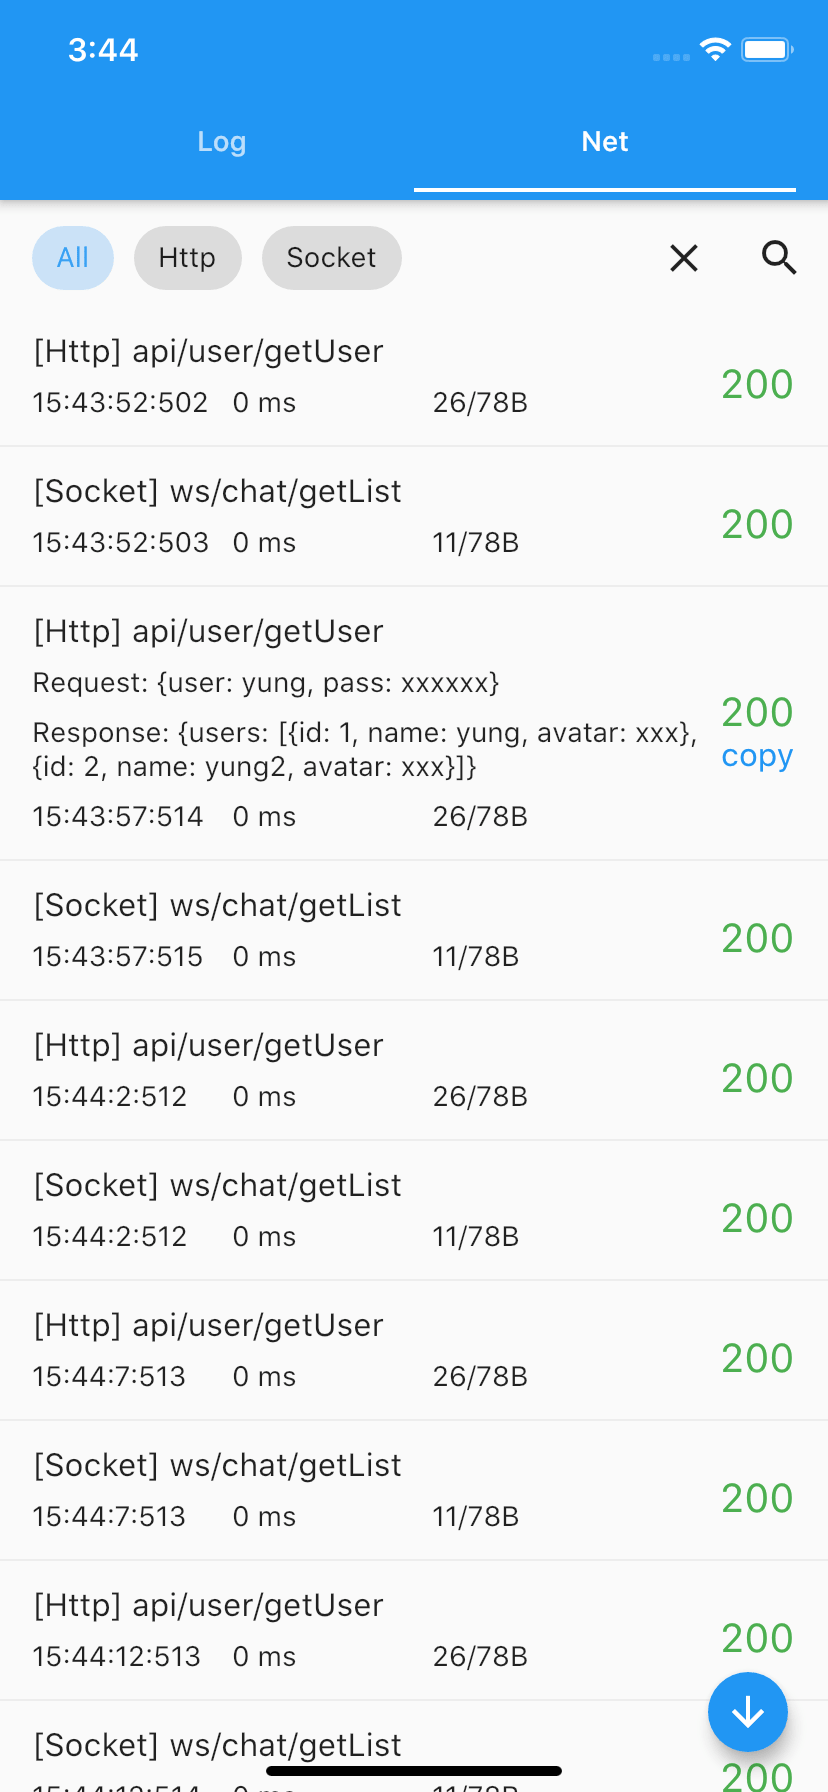 3:44
Log Net
All Http Socket
[Http] api/user/getUser
15:43:52:502 0 ms 26/78B
200
[Socket] ws/chat/getList
15:43:52:503 0 ms 11/78B
200
[Http] api/user/getUser
Request: {user: yung, pass: xxxxxx}
Response: {users: [{id: 1, name: yung, avatar: xxx},
{id: 2, name: yung2, avatar: xxx}]}
15:43:57:514 0 ms 26/78B
200
copy
[Socket] ws/chat/getList
15:43:57:515 0 ms 11/78B
200
[Http] api/user/getUser
15:44:2:512 0 ms 26/78B
200
[Socket] ws/chat/getList
15:44:2:512 0 ms 11/78B
200
[Http] api/user/getUser
15:44:7:513 0 ms 26/78B
200
[Socket] ws/chat/getList
15:44:7:513 0 ms 11/78B
200
[Http] api/user/getUser
15:44:12:513 0 ms 26/78B
200
[Socket] ws/chat/getList
200